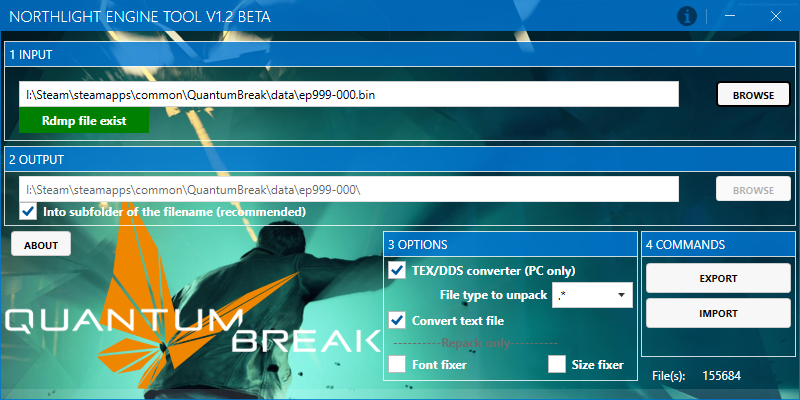 NORTHLIGHT ENGINE TOOL V1.2 BETA
1 INPUT
I:\Steam\steamapps\common\QuantumBreak\data\ep999-000.bin
BROWSE
Rdmp file exist
2 OUTPUT
I:\Steam\steamapps\common\QuantumBreak\data\ep999-000\
BROWSE
Into subfolder of the filename (recommended)
ABOUT
QUANTUM
BREAK
3 OPTIONS
TEX/DDS converter (PC only)
File type to unpack .*
Convert text file
-----------Repack only-----------
Font fixer Size fixer
4 COMMANDS
EXPORT
IMPORT
File(s): 155684